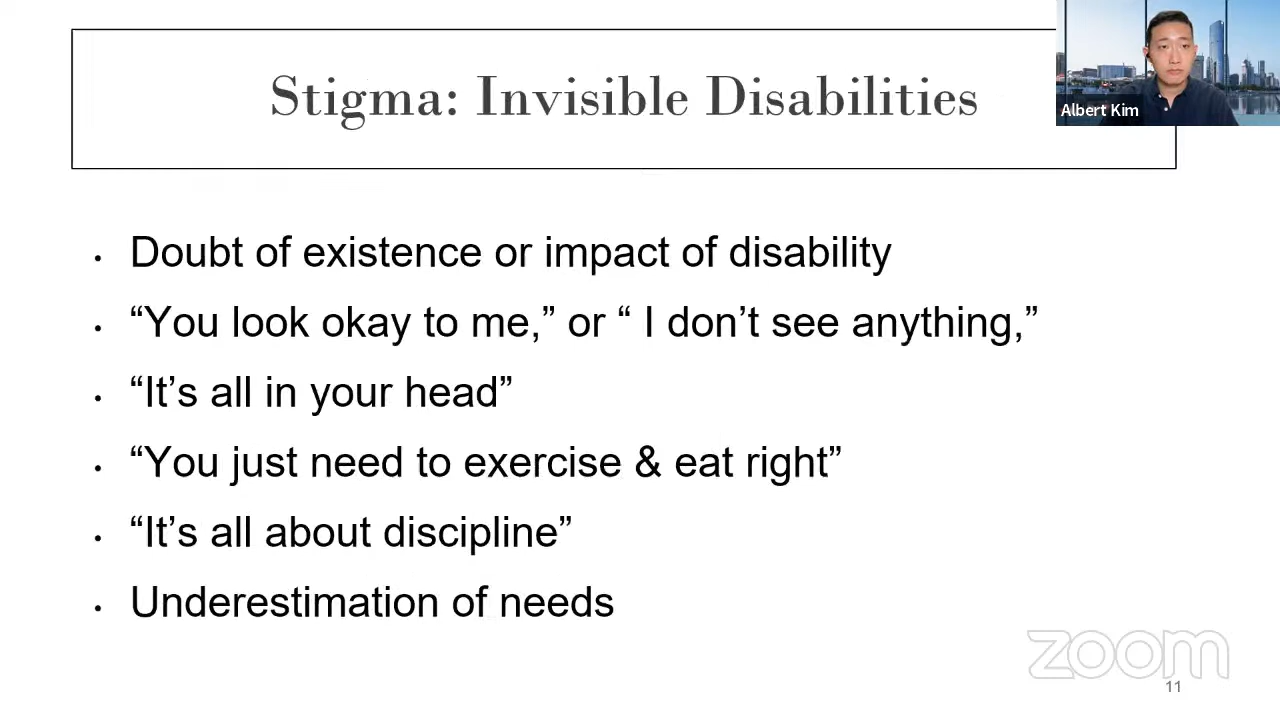 Stigma: Invisible Disabilities
Albert Kim
• Doubt of existence or impact of disability
• “You look okay to me,” or “ I don’t see anything,”
• “It’s all in your head”
• “You just need to exercise & eat right”
• “It’s all about discipline”
• Underestimation of needs
zoom
11